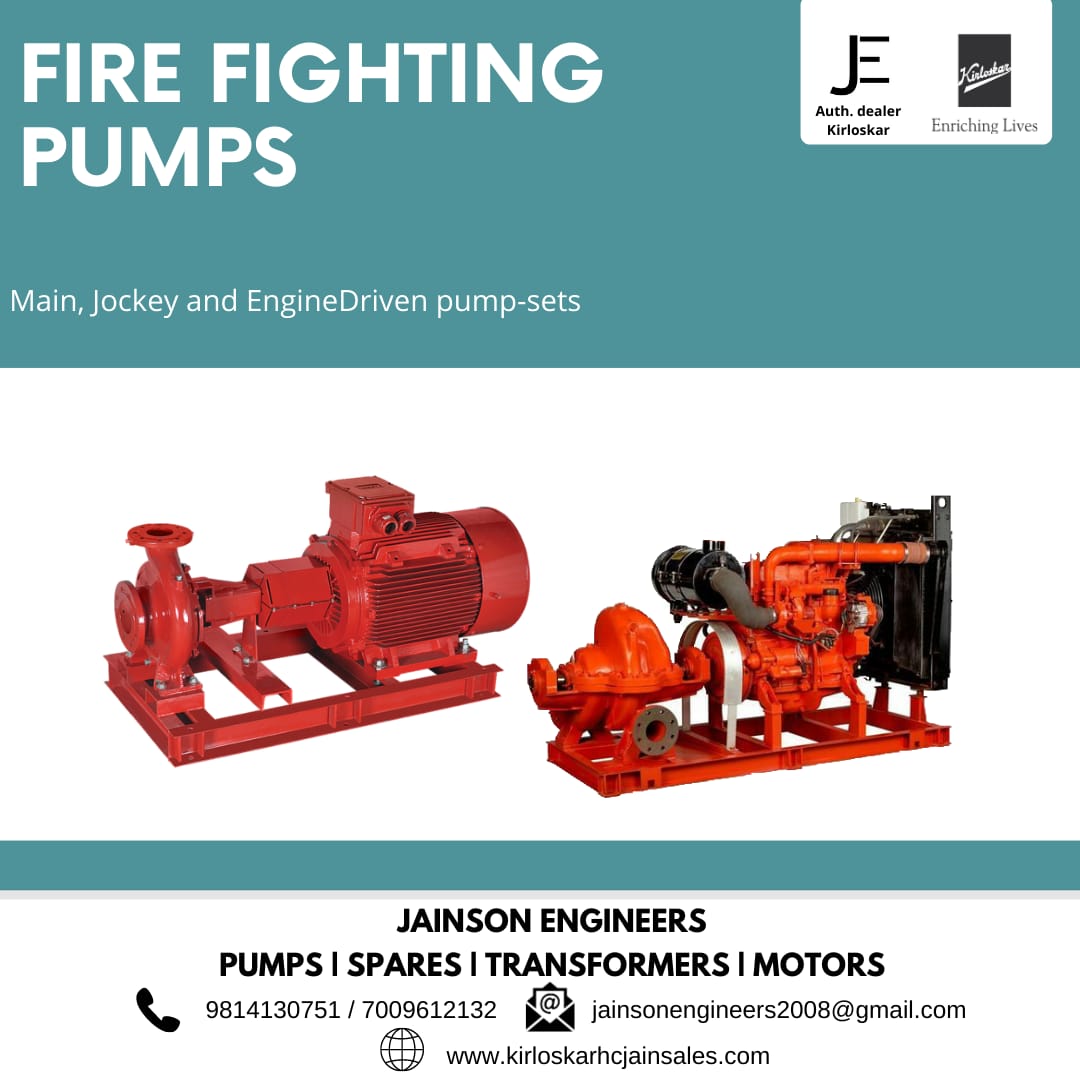 FIRE FIGHTING
PUMPS
JE
Auth. dealer
Kirloskar
Kirloskar
Enriching Lives
Main, Jockey and EngineDriven pump-sets
JAINSON ENGINEERS
PUMPS | SPARES | TRANSFORMERS | MOTORS
9814130751 / 7009612132
jainsonengineers2008@gmail.com
www.kirloskarhcjainsales.com